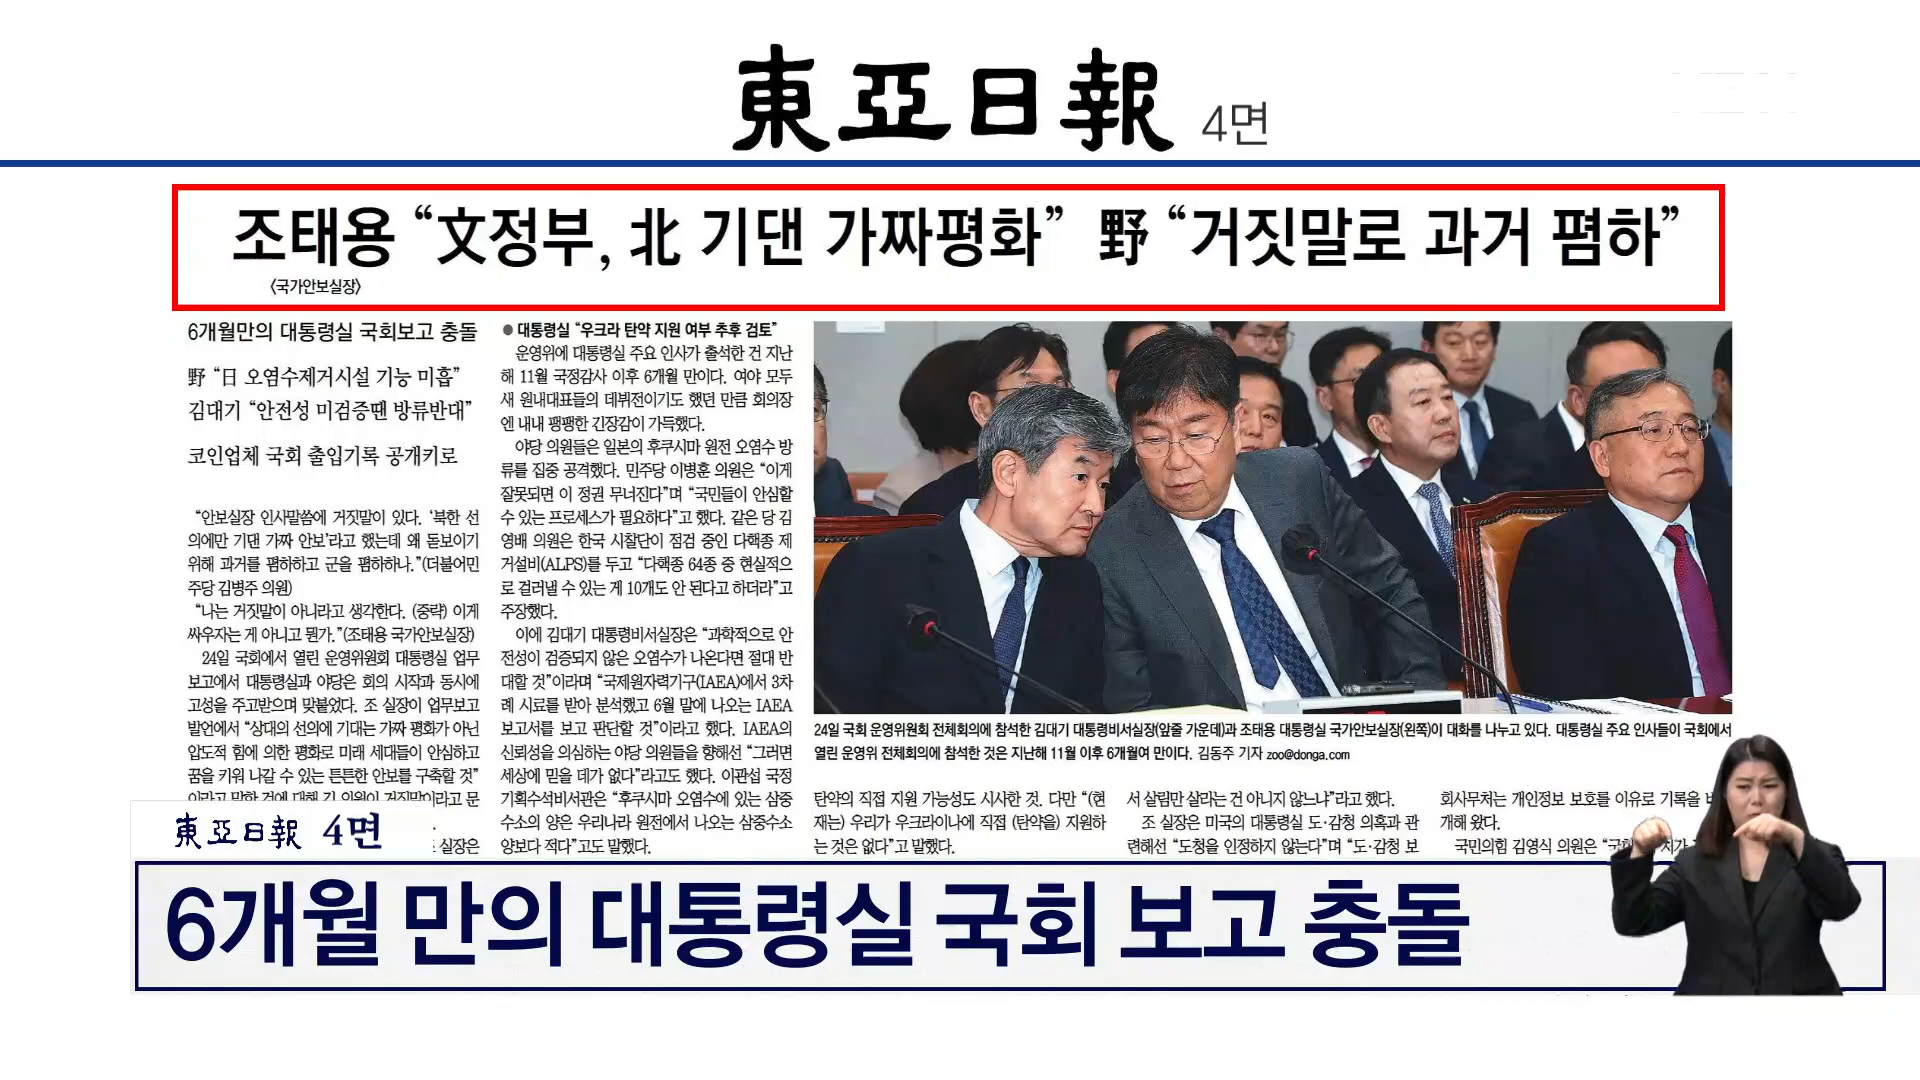 東亞日報 4면
조태용 “文정부, 北 기댄 가짜평화” 野 “거짓말로 과거 폄하”
〈국가안보실장〉
6개월만의 대통령실 국회보고 충돌
野 “日 오염수제거시설 기능 미흡”
김대기 “안전성 미검증땐 방류반대”
코인업체 국회 출입기록 공개키로
“안보실장 인사말씀에 거짓말이 있다. ‘북한 선
의에만 기댄 가짜 안보’라고 했는데 왜 돋보이기
위해 과거를 폄하하고 군을 폄하하나.”(더불어민
주당 김병주 의원)
“나는 거짓말이 아니라고 생각한다. (중략) 이게
싸우자는 게 아니고 뭔가.”(조태용 국가안보실장)
24일 국회에서 열린 운영위원회 대통령실 업무
보고에서 대통령실과 야당은 회의 시작과 동시에
고성을 주고받으며 맞붙었다. 조 실장이 업무보고
발언에서 “상대의 선의에 기대는 가짜 평화가 아닌
압도적 힘에 의한 평화로 미래 세대들이 안심하고
꿈을 키워 나갈 수 있는 튼튼한 안보를 구축할 것”
이라고 말한 것에 대해 김 의원이 거짓말이라고 문
실장은
● 대통령실 “우크라 탄약 지원 여부 추후 검토”
운영위에 대통령실 주요 인사가 출석한 건 지난
해 11월 국정감사 이후 6개월 만이다. 여야 모두
새 원내대표들의 데뷔전이기도 했던 만큼 회의장
엔 내내 팽팽한 긴장감이 가득했다.
야당 의원들은 일본의 후쿠시마 원전 오염수 방
류를 집중 공격했다. 민주당 이병훈 의원은 “이게
잘못되면 이 정권 무너진다”며 “국민들이 안심할
수 있는 프로세스가 필요하다”고 했다. 같은 당 김
영배 의원은 한국 시찰단이 점검 중인 다핵종 제
거설비(ALPS)를 두고 “다핵종 64종 중 현실적으
로 걸러낼 수 있는 게 10개도 안 된다고 하더라”고
주장했다.
이에 김대기 대통령비서실장은 “과학적으로 안
전성이 검증되지 않은 오염수가 나온다면 절대 반
대할 것”이라며 “국제원자력기구(IAEA)에서 3차
례 시료를 받아 분석했고 6월 말에 나오는 IAEA
보고서를 보고 판단할 것”이라고 했다. IAEA의
신뢰성을 의심하는 야당 의원들을 향해선 “그러면
세상에 믿을 데가 없다”라고도 했다. 이관섭 국정
기획수석비서관은 “후쿠시마 오염수에 있는 삼중
수소의 양은 우리나라 원전에서 나오는 삼중수소
양보다 적다”고도 말했다.
24일 국회 운영위원회 전체회의에 참석한 김대기 대통령비서실장(앞줄 가운데)과 조태용 대통령실 국가안보실장(왼쪽)이 대화를 나누고 있다. 대통령실 주요 인사들이 국회에서
열린 운영위 전체회의에 참석한 것은 지난해 11월 이후 6개월여 만이다. 김동주 기자 zoo@donga.com
탄약의 직접 지원 가능성도 시사한 것. 다만 “(현
재는) 우리가 우크라이나에 직접 (탄약을) 지원하
는 것은 없다”고 말했다.
서 살림만 살라는 건 아니지 않느냐”라고 했다.
조 실장은 미국의 대통령실 도·감청 의혹과 관
련해선 “도청을 인정하지 않는다”며 “도·감청 보
회사무처는 개인정보 보호를 이유로 기록을
개해 왔다.
국민의힘 김영식 의원은
東亞日報 4면
6개월 만의 대통령실 국회 보고 충돌